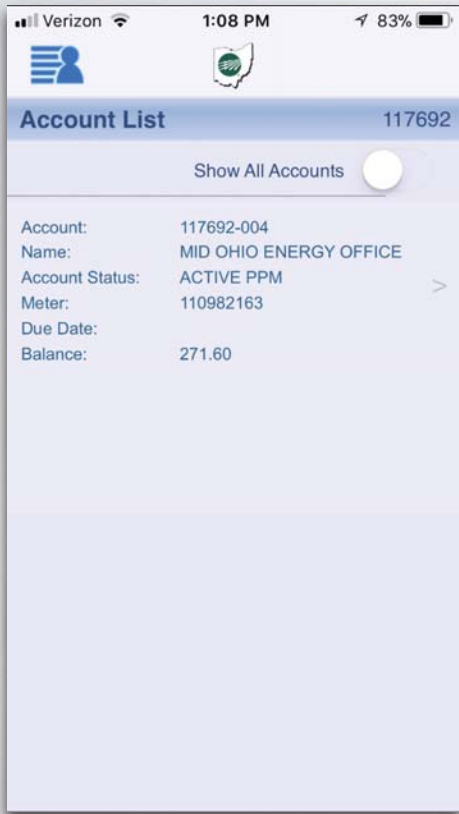 Verizon 1:08 PM 83%
Account List 117692
Show All Accounts
Account: 117692-004
Name: MID OHIO ENERGY OFFICE
Account Status: ACTIVE PPM
>
Meter: 110982163
Due Date:
Balance: 271.60